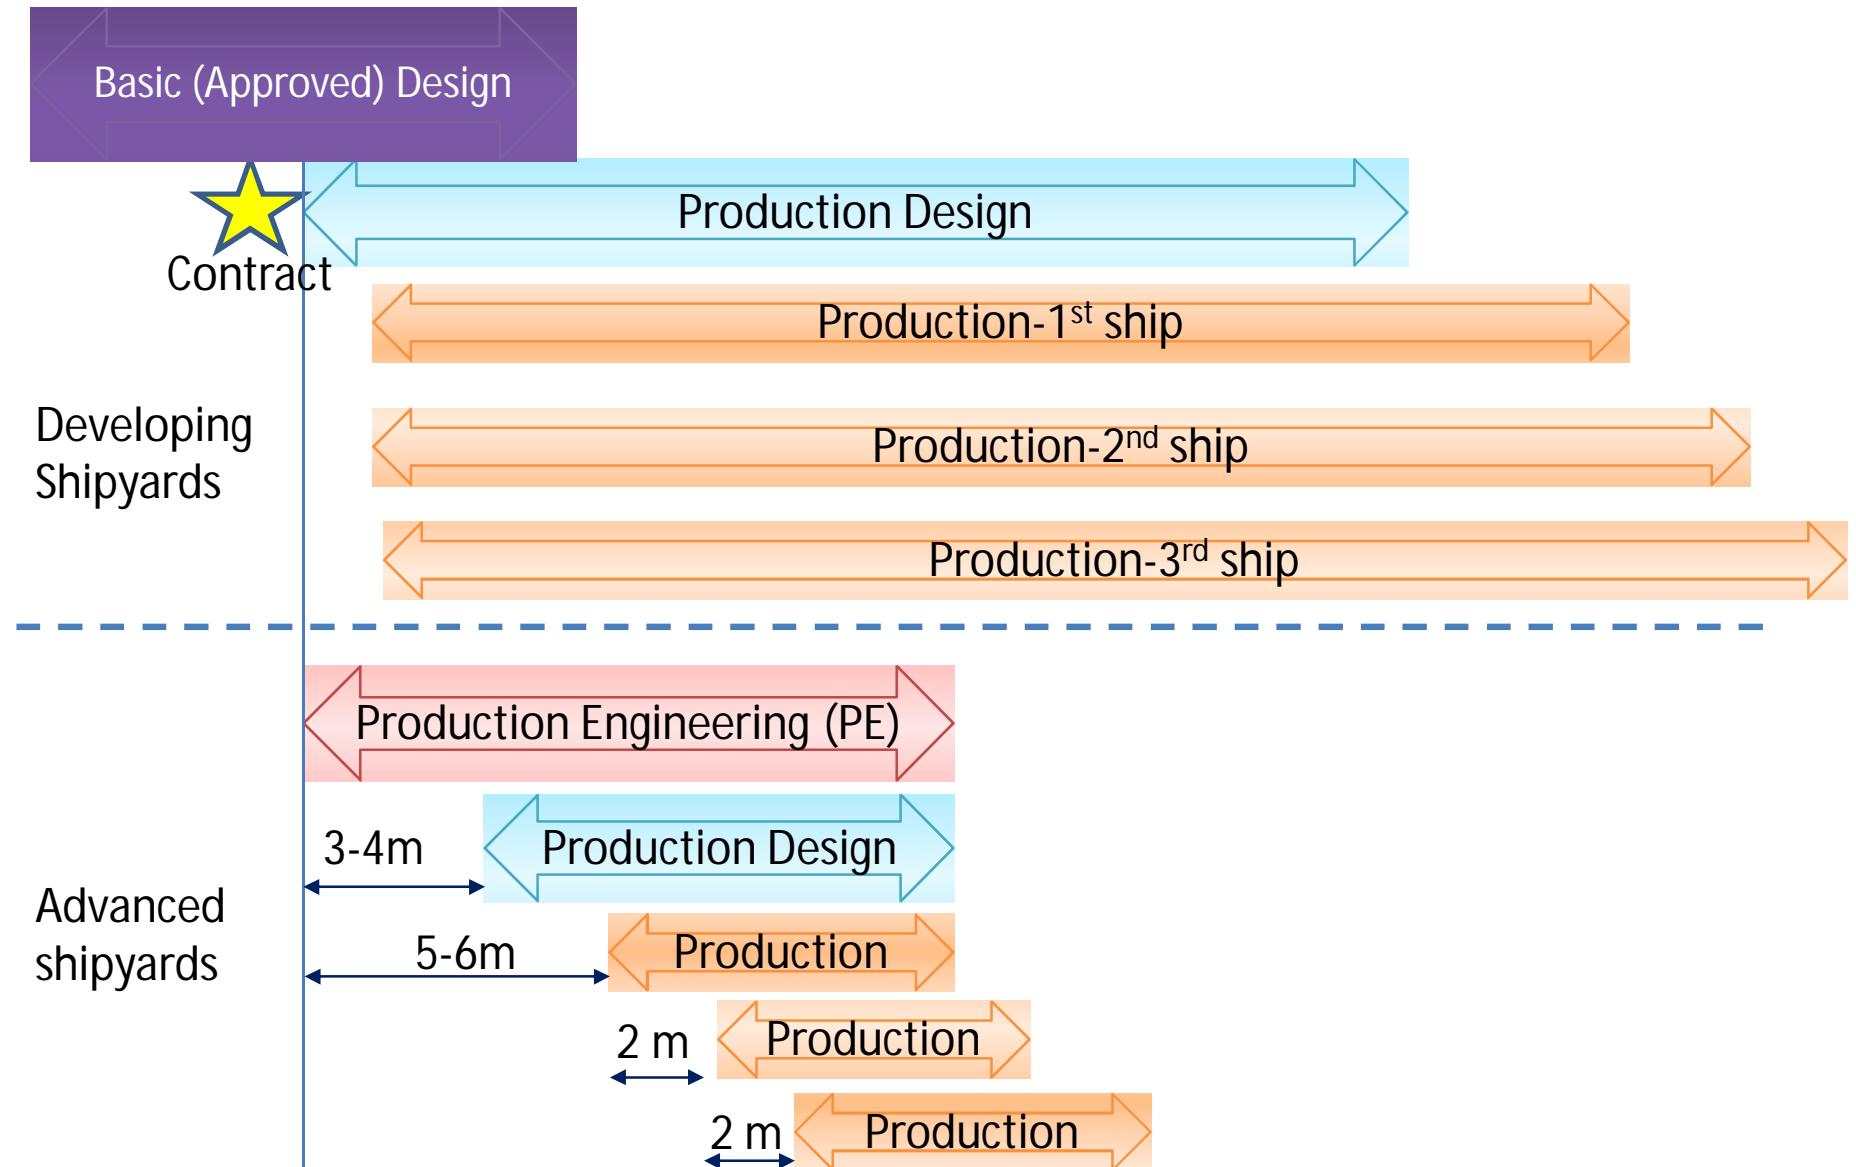 Basic (Approved) Design
Production Design
Contract
Production-1st ship
Developing
Shipyards
Production-2nd ship
Production-3rd ship
Production Engineering (PE)
3-4m
Production Design
Advanced
shipyards
5-6m
Production
2 m
Production
2 m
Production